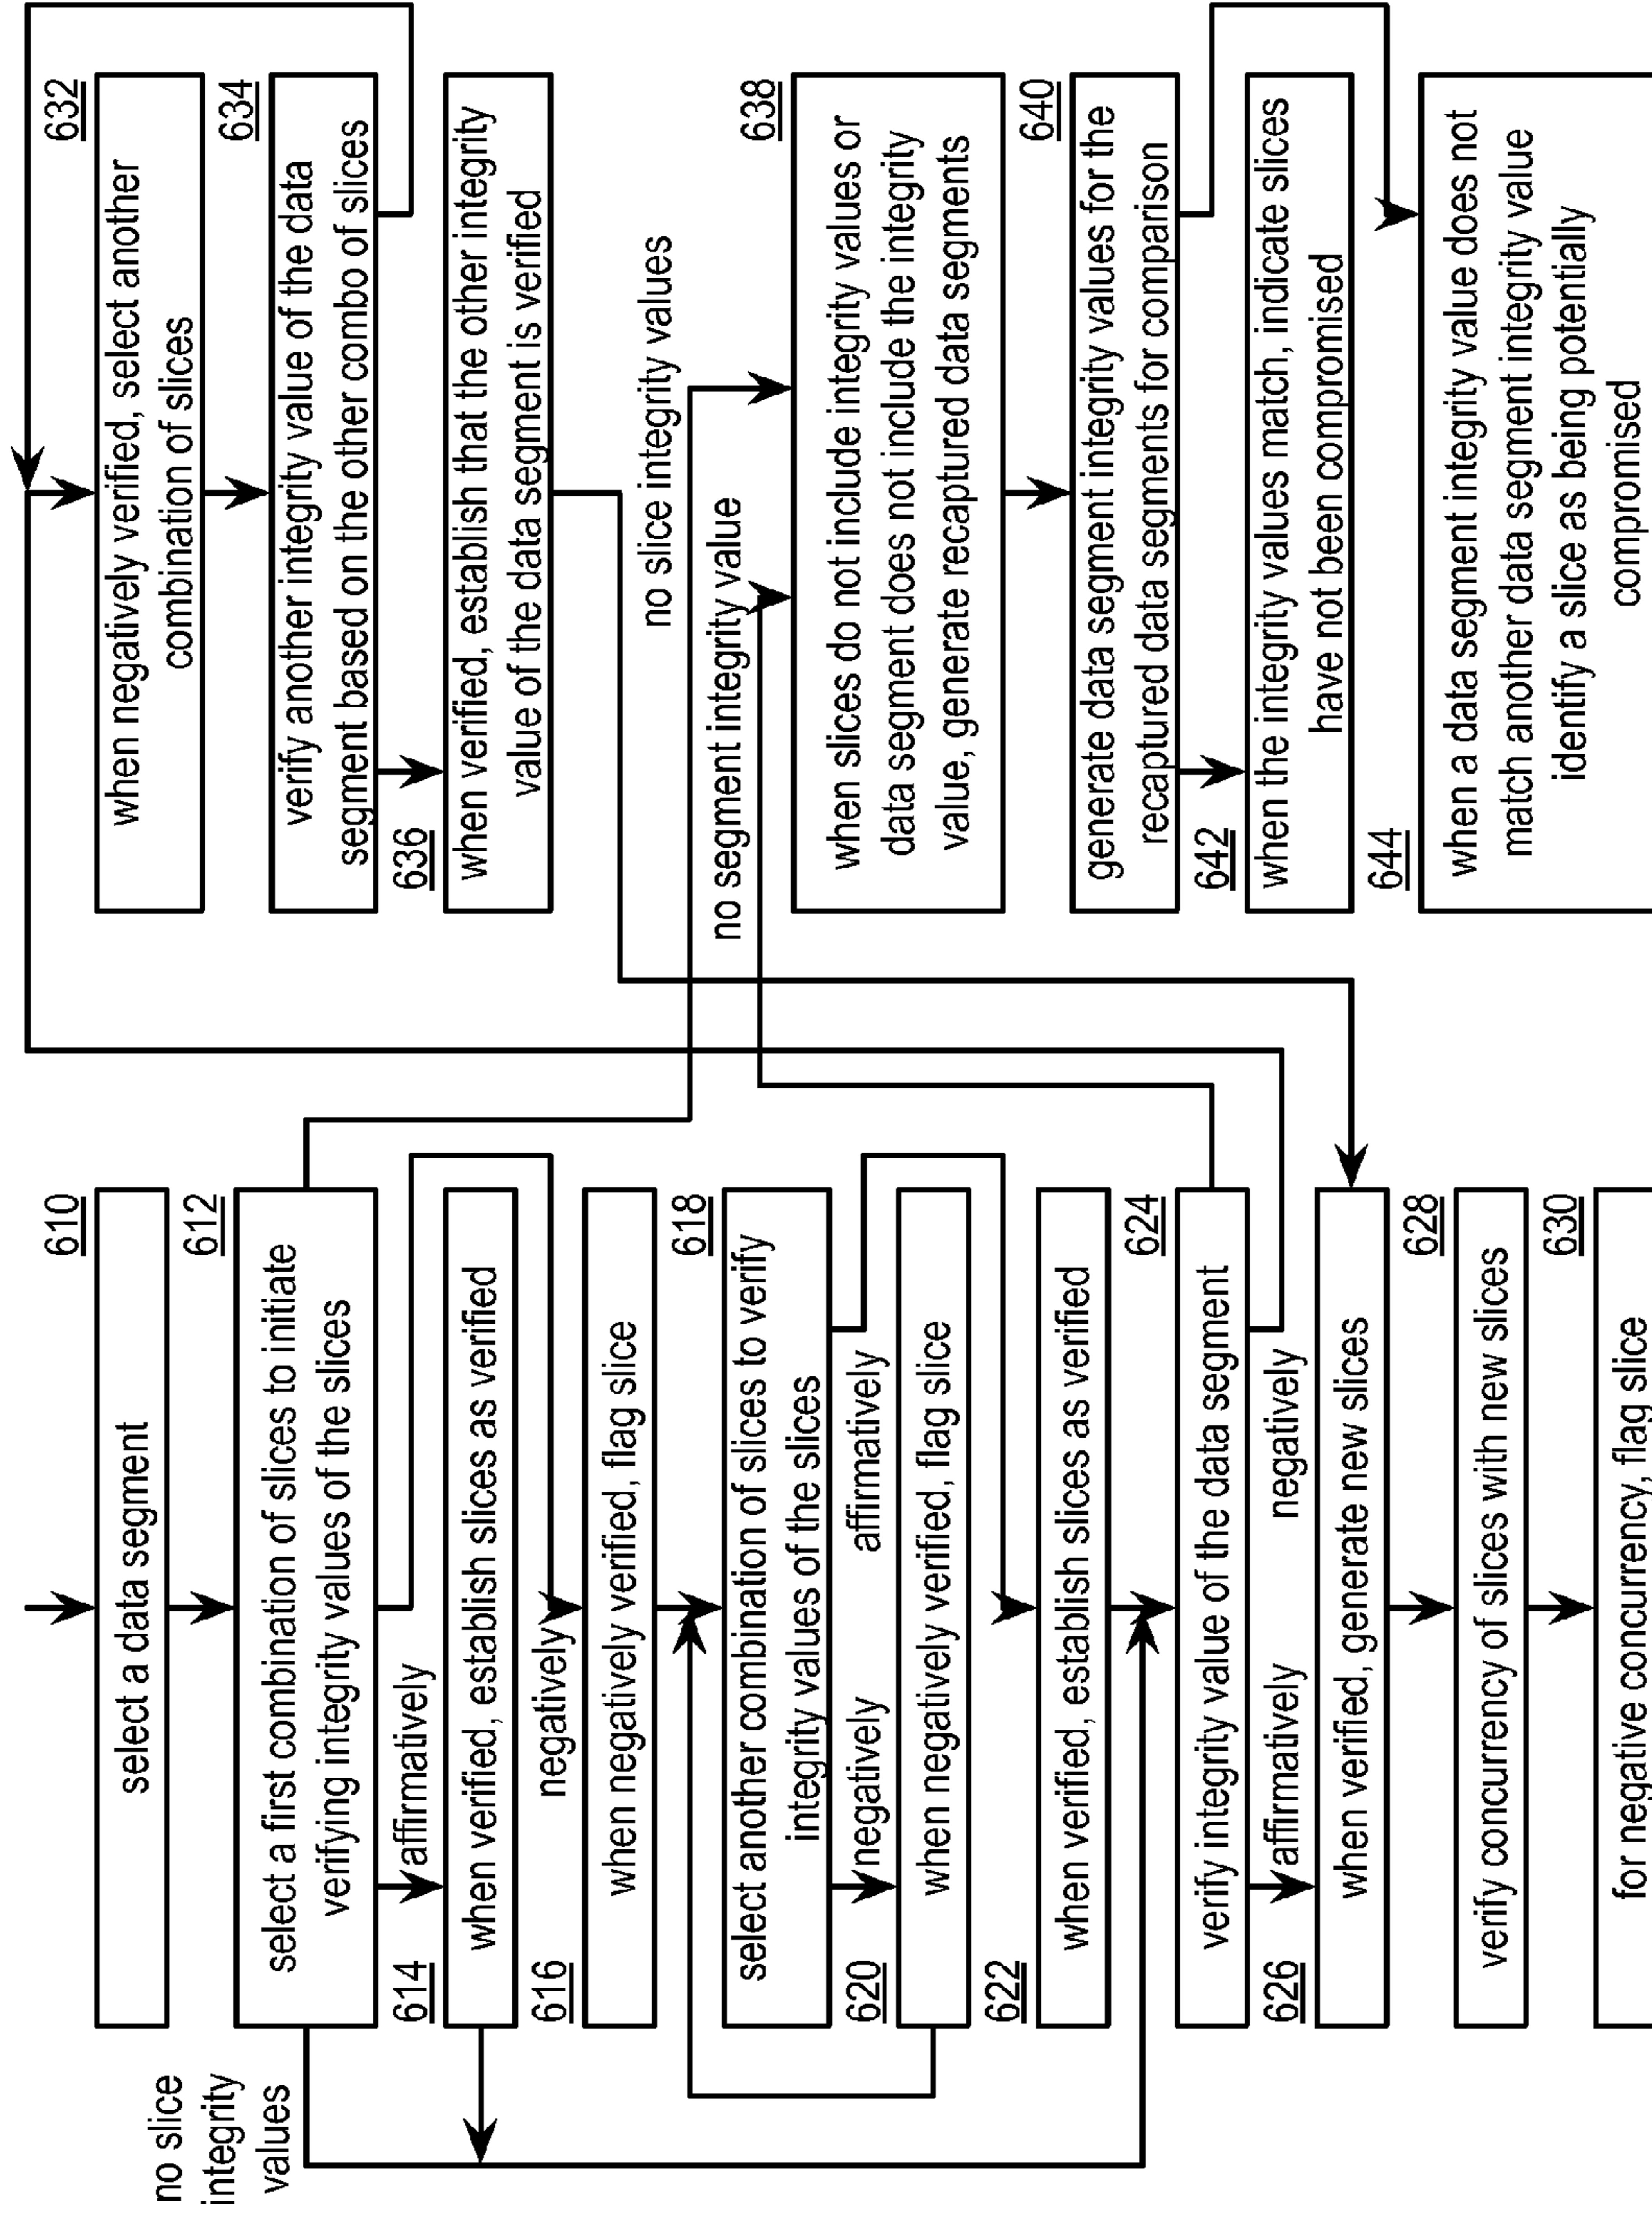 610
select a data segment
612
select a first combination of slices to initiate
verifying integrity values of the slices
no slice
integrity
values
affirmatively
614
when verified, establish slices as verified
negatively
616
when negatively verified, flag slice
618
select another combination of slices to verify
integrity values of the slices
negatively
affirmatively
620
when negatively verified, flag slice
622
when verified, establish slices as verified
624
verify integrity value of the data segment
affirmatively
negatively
626
when verified, generate new slices
628
verify concurrency of slices with new slices
630
for negative concurrency, flag slice
632
when negatively verified, select another
combination of slices
634
verify another integrity value of the data
segment based on the other combo of slices
636
when verified, establish that the other integrity
value of the data segment is verified
no slice integrity values
no segment integrity value
638
when slices do not include integrity values or
data segment does not include the integrity
value, generate recaptured data segments
640
generate data segment integrity values for the
recaptured data segments for comparison
642
when the integrity values match, indicate slices
have not been compromised
644
when a data segment integrity value does not
match another data segment integrity value
identify a slice as being potentially
compromised